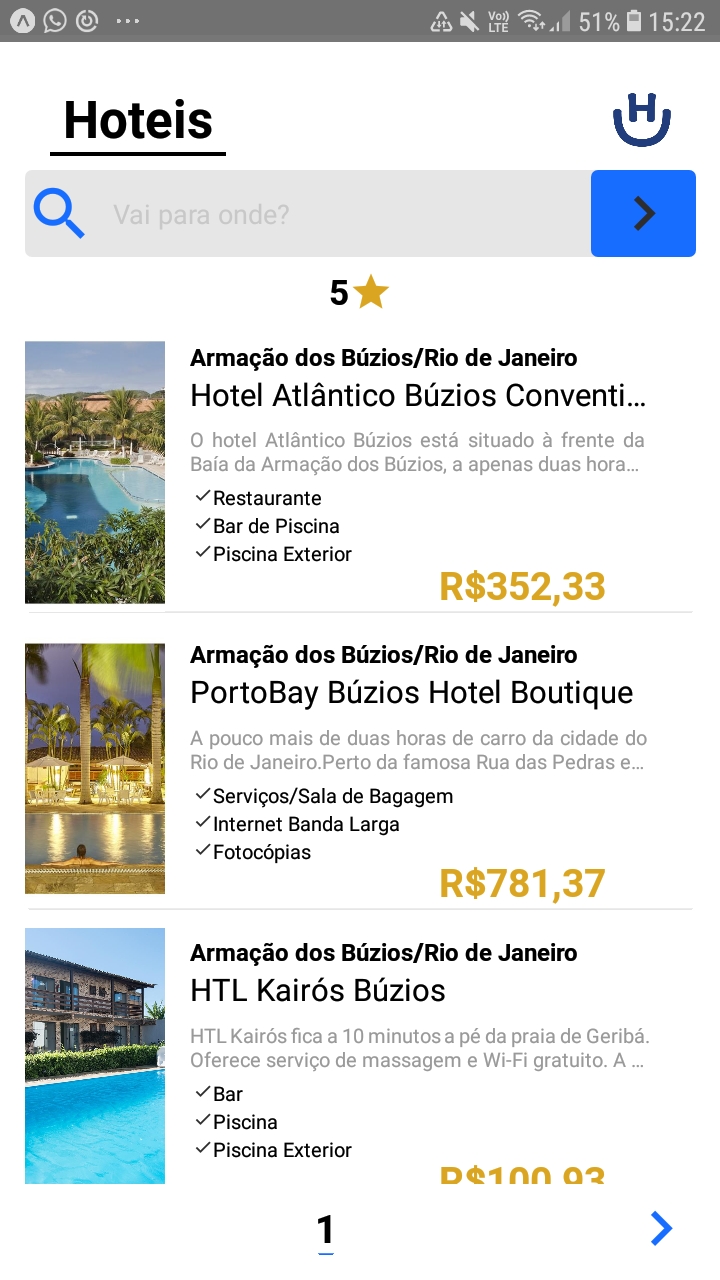 Vo))
LTE
51%
15:22
Hoteis
H
Vai para onde?
5
Armação dos Búzios/Rio de Janeiro
Hotel Atlântico Búzios Conventi...
O hotel Atlântico Búzios está situado à frente da
Baía da Armação dos Búzios, a apenas duas hora...
Restaurante
Bar de Piscina
Piscina Exterior
R$352,33
Armação dos Búzios/Rio de Janeiro
PortoBay Búzios Hotel Boutique
A pouco mais de duas horas de carro da cidade do
Rio de Janeiro.Perto da famosa Rua das Pedras e...
Serviços/Sala de Bagagem
Internet Banda Larga
Fotocópias
R$781,37
Armação dos Búzios/Rio de Janeiro
HTL Kairós Búzios
HTL Kairós fica a 10 minutos a pé da praia de Geribá.
Oferece serviço de massagem e Wi-Fi gratuito. A ...
Bar
Piscina
Piscina Exterior
R$100,93
1